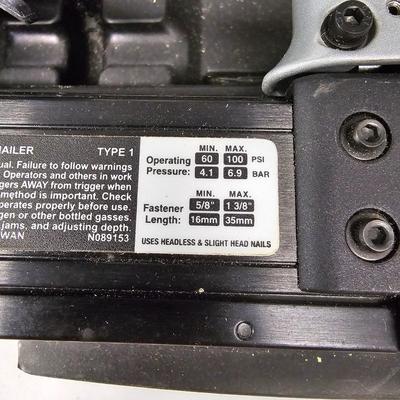 NAILER TYPE 1
ual. Failure to follow warnings
Operators and others in work
gers AWAY from trigger when
method is important. Check
operates properly before use.
gen or other bottled gasses.
jams, and adjusting depth.
WAN N089153
MIN. MAX.
Operating 60 100 PSI
Pressure: 4.1 6.9 BAR
MIN. MAX.
Fastener 5/8" 1 3/8"
Length: 16mm 35mm
USES HEADLESS & SLIGHT HEAD NAILS